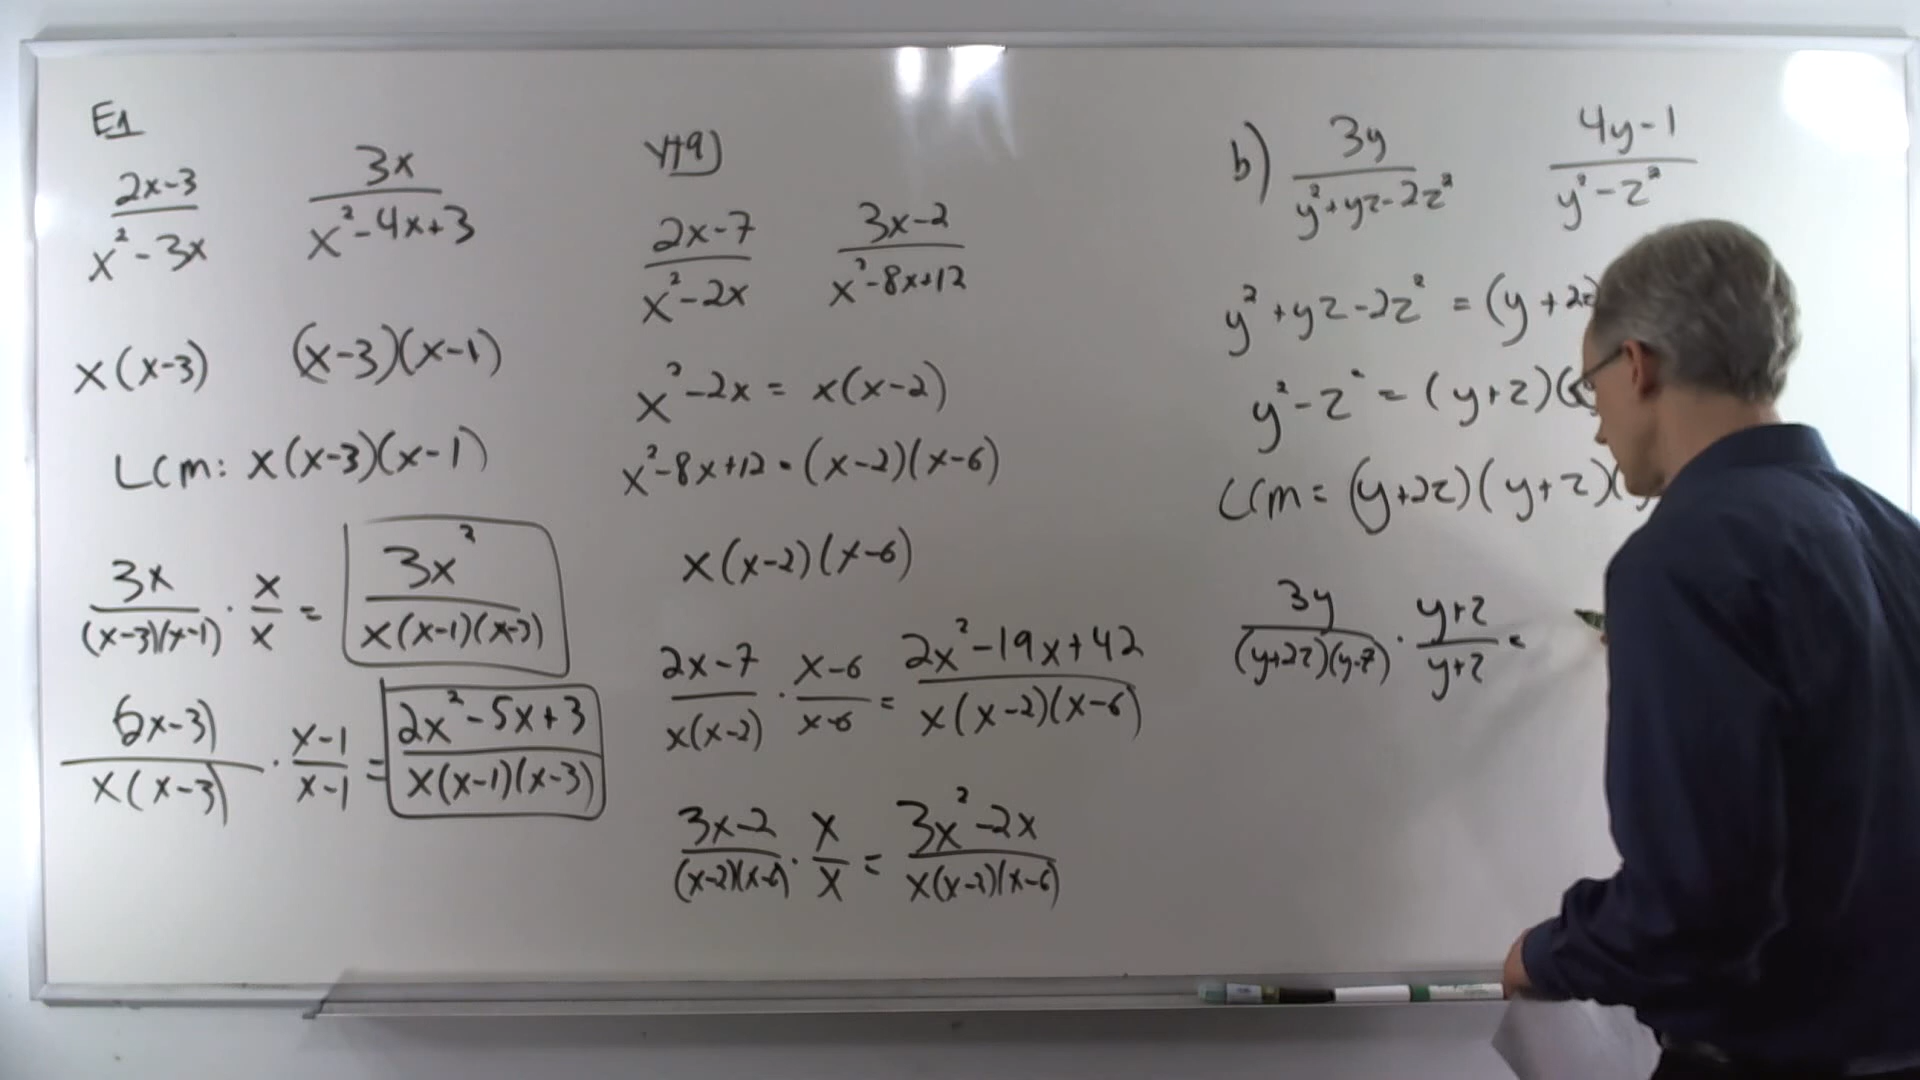 E1
2x-3 / x²-3x    3x / x²-4x+3
x(x-3)    (x-3)(x-1)
LCM: x(x-3)(x-1)
3x / (x-3)(x-1) · x/x = 3x² / x(x-1)(x-3)
(2x-3) / x(x-3) · x-1 / x-1 = 2x²-5x+3 / x(x-1)(x-3)
2x-7 / x²-2x    3x-2 / x²-8x+12
x²-2x = x(x-2)
x²-8x+12 = (x-2)(x-6)
x(x-2)(x-6)
2x-7 / x(x-2) · x-6 / x-6 = 2x²-19x+42 / x(x-2)(x-6)
3x-2 / (x-2)(x-6) · x/x = 3x²-2x / x(x-2)(x-6)
b) 3y / y²+yz-2z²    4y-1 / y²-z²
y²+yz-2z² = (y+2z
y²-z² = (y+z)(
LCM = (y+2z)(y+z)(
3y / (y+2z)(y-z) · y+z / y+z =